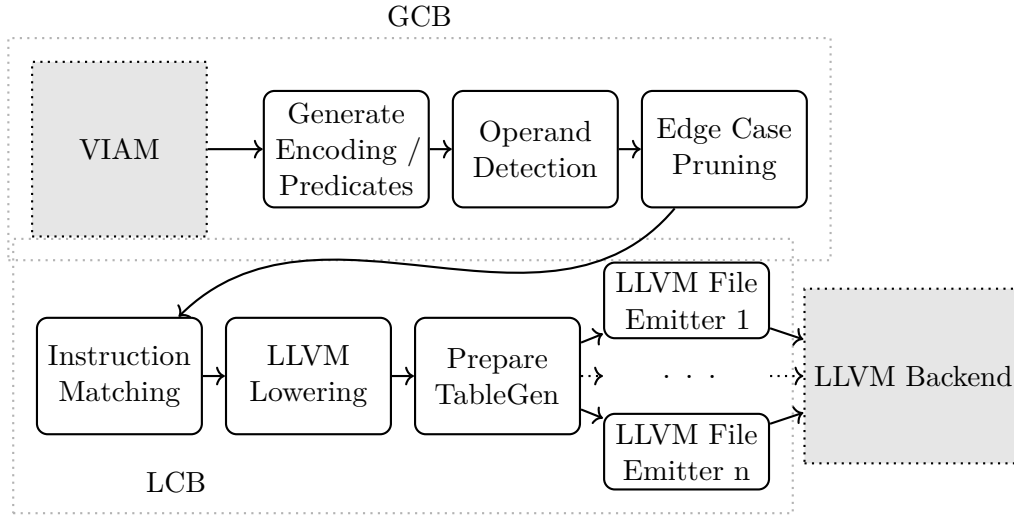 GCB
VIAM
Generate
Encoding /
Predicates
Operand
Detection
Edge Case
Pruning
Instruction
Matching
LLVM
Lowering
Prepare
TableGen
LLVM File
Emitter 1
. . .
LLVM File
Emitter n
LLVM Backend
LCB